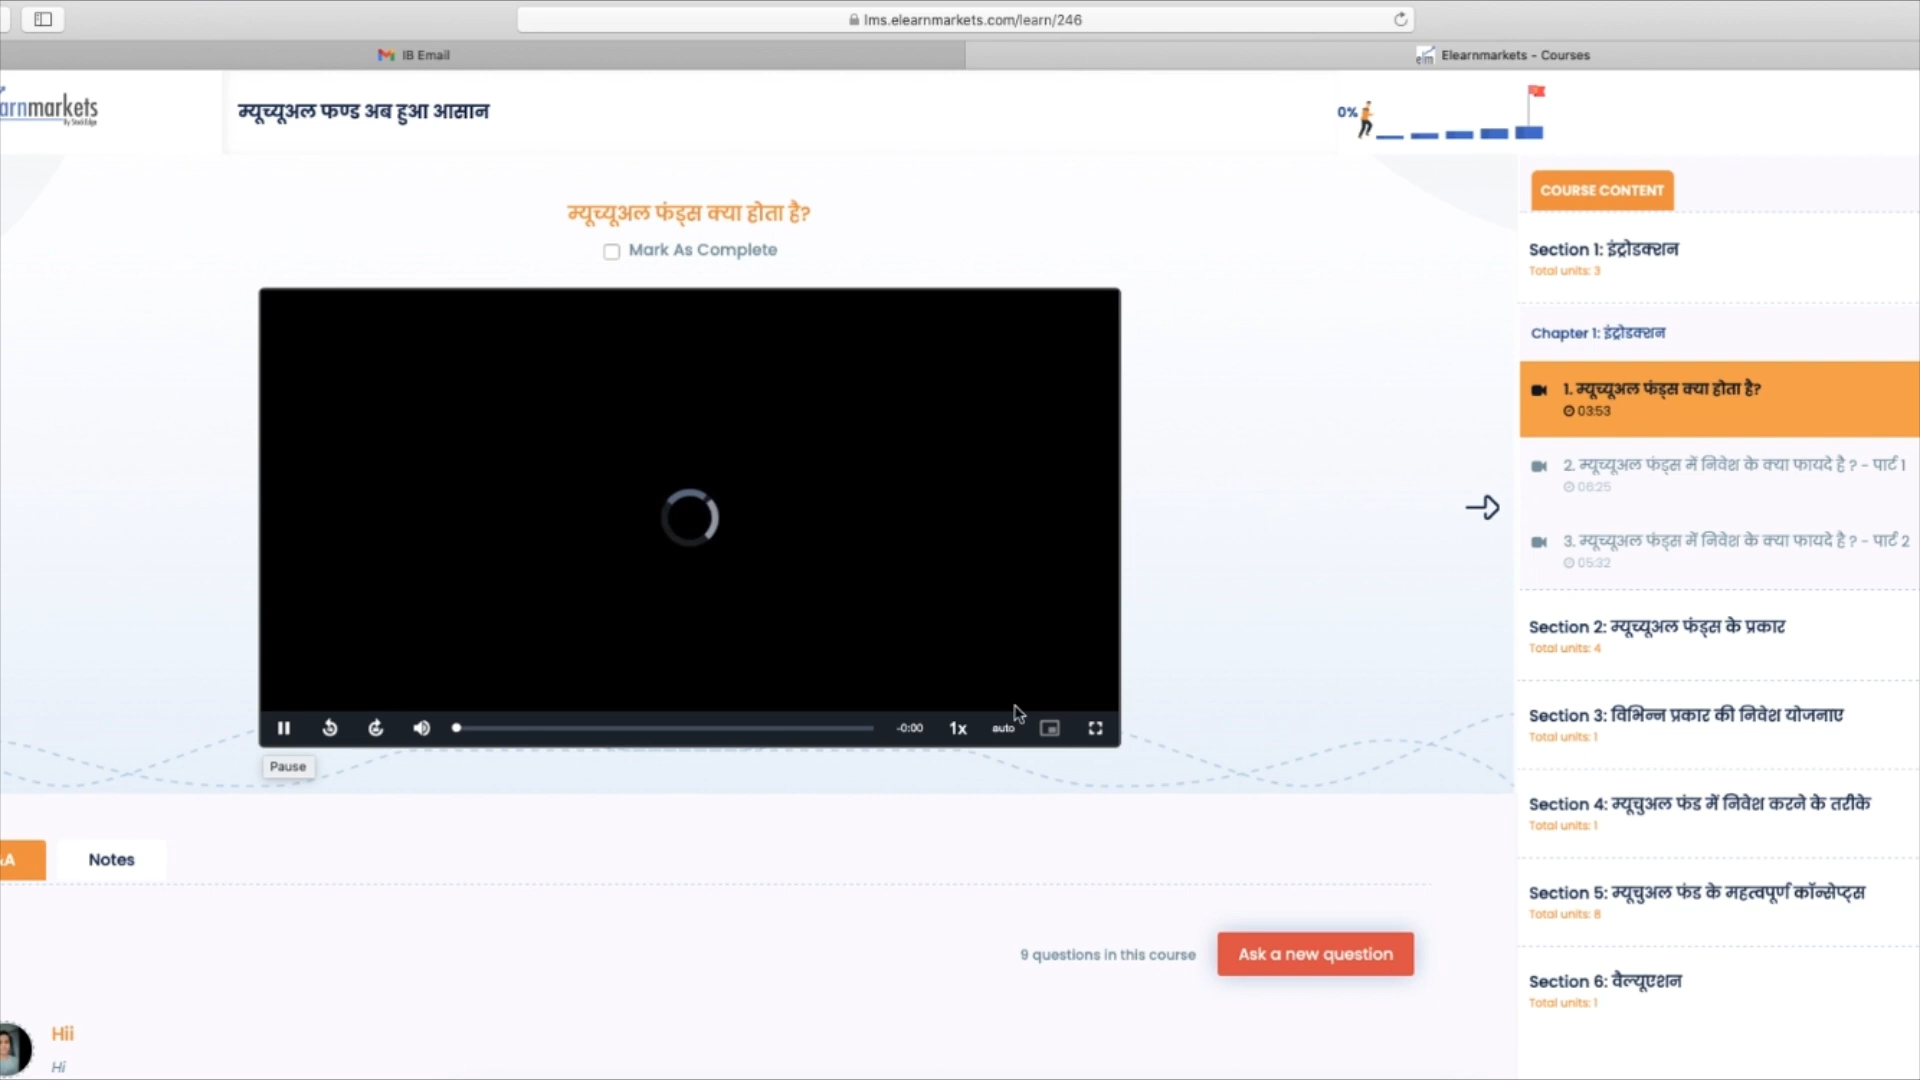 lms.elearnmarkets.com/learn/246
IB Email
Elearnmarkets - Courses
arnmarkets
By StockEdge
म्यूच्यूअल फण्ड अब हुआ आसान
0%
म्यूच्यूअल फंड्स क्या होता है?
Mark As Complete
-0:00
1x
auto
Pause
&A
Notes
9 questions in this course
Ask a new question
Hii
Hi
COURSE CONTENT
Section 1: इंट्रोडक्शन
Total units: 3
Chapter 1: इंट्रोडक्शन
1. म्यूच्यूअल फंड्स क्या होता है?
03:53
2. म्यूच्यूअल फंड्स में निवेश के क्या फायदे है ? - पार्ट 1
06:25
3. म्यूच्यूअल फंड्स में निवेश के क्या फायदे है ? - पार्ट 2
05:32
Section 2: म्यूच्यूअल फंड्स के प्रकार
Total units: 4
Section 3: विभिन्न प्रकार की निवेश योजनाए
Total units: 1
Section 4: म्यूचुअल फंड में निवेश करने के तरीके
Total units: 1
Section 5: म्यूचुअल फंड के महत्वपूर्ण कॉन्सेप्ट्स
Total units: 8
Section 6: वैल्यूएशन
Total units: 1